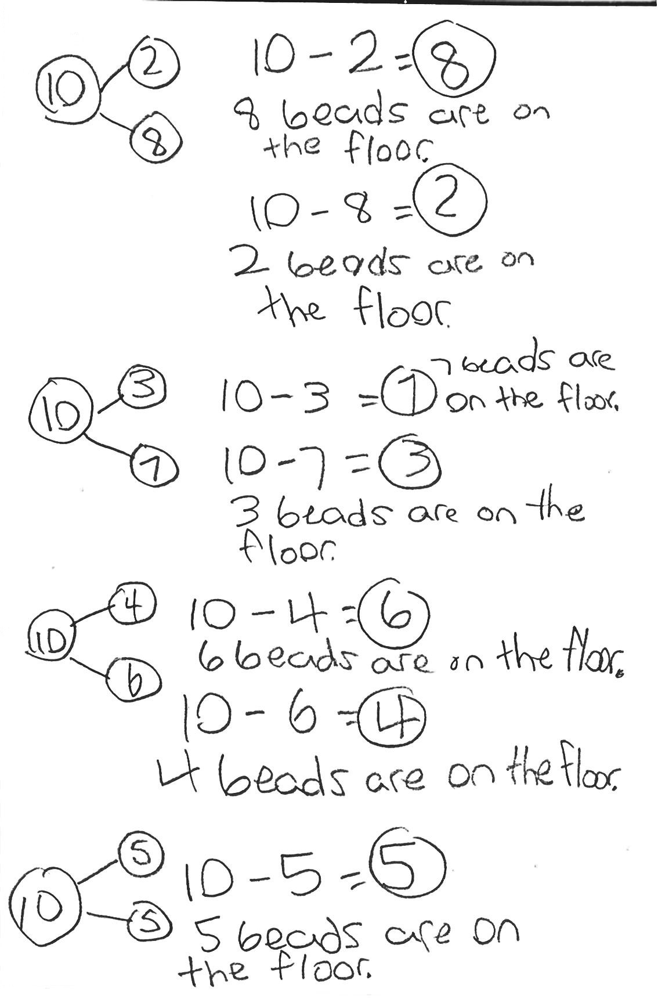 10
2
8
10 - 2 = 8
8 beads are on
the floor.
10 - 8 = 2
2 beads are on
the floor.
10
3
7
10 - 3 = 7
7 beads are
on the floor.
10 - 7 = 3
3 beads are on the
floor.
10
4
6
10 - 4 = 6
6 beads are on the floor.
10 - 6 = 4
4 beads are on the floor.
10
5
5
10 - 5 = 5
5 beads are on
the floor.